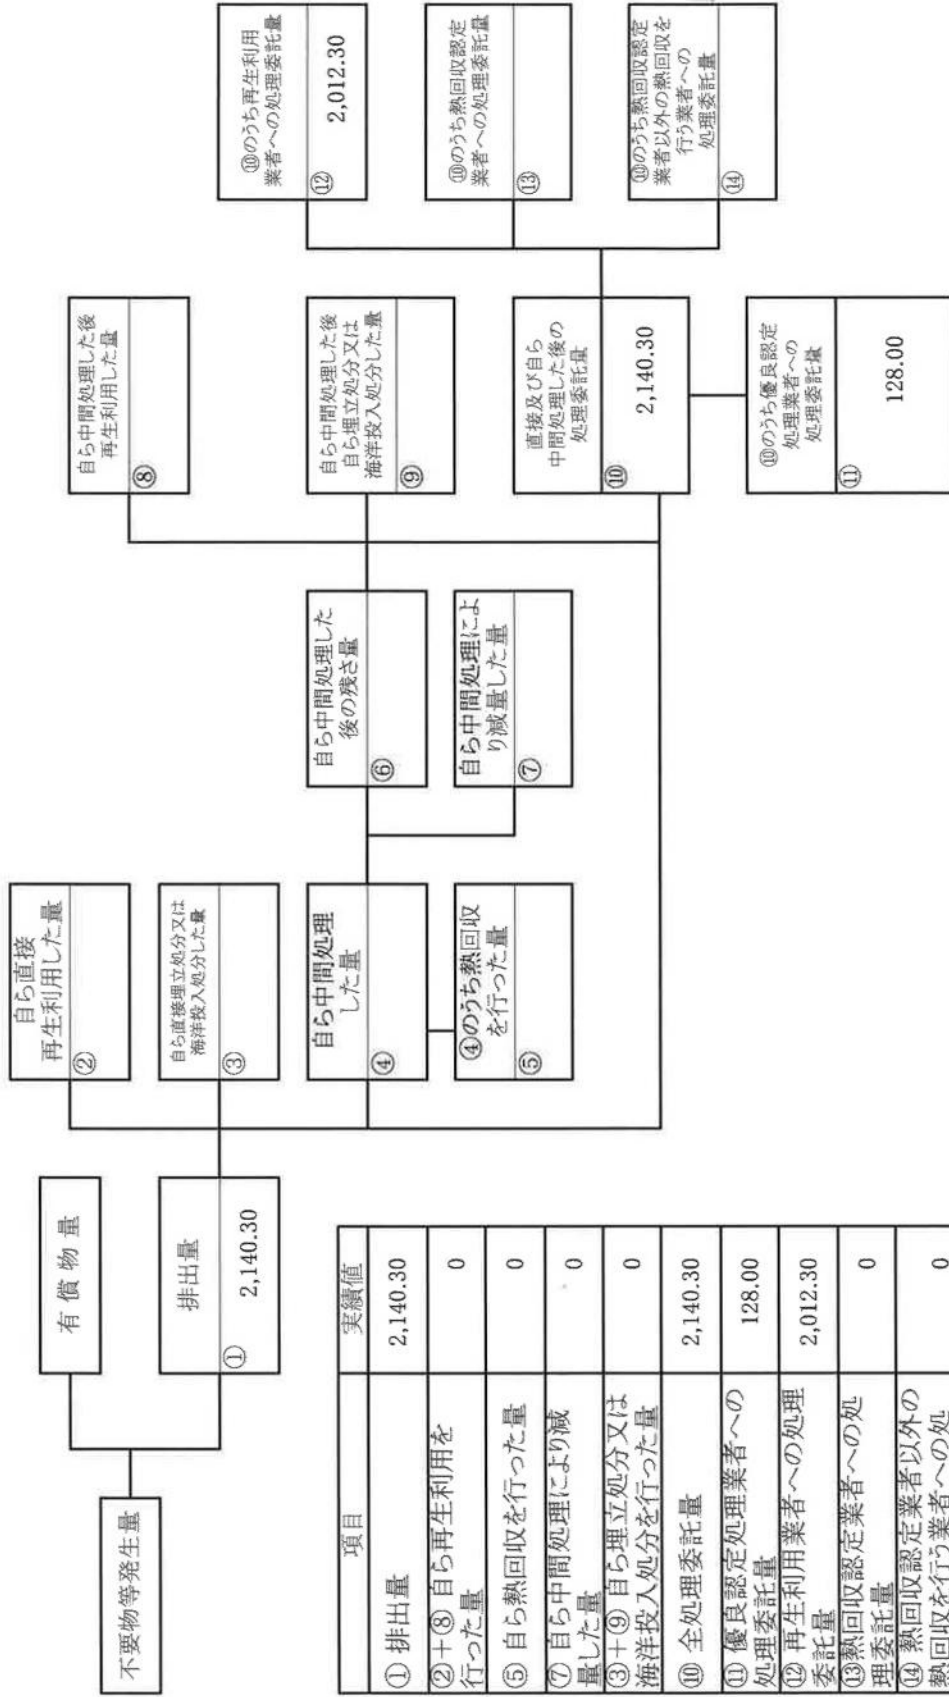 不要物等発生量
有償物量
排出量
①
2,140.30
自ら直接
再生利用した量
②
自ら直接埋立処分又は
海洋投入処分した量
③
自ら中間処理
した量
④
④のうち熱回収
を行った量
⑤
自ら中間処理した
後の残さ量
⑥
自ら中間処理によ
り減量した量
⑦
自ら中間処理した後
再生利用した量
⑧
自ら中間処理した後
自ら埋立処分又は
海洋投入処分した量
⑨
直接及び自ら
中間処理した後の
処理委託量
⑩
2,140.30
⑩のうち優良認定
処理業者への
処理委託量
⑪
128.00
⑩のうち再生利用
業者への処理委託量
⑫
2,012.30
⑩のうち熱回収認定
業者への処理委託量
⑬
⑩のうち熱回収認定
業者以外の熱回収を
行う業者への
処理委託量
⑭
項目 実績値
① 排出量 2,140.30
②+⑧ 自ら再生利用を
行った量 0
⑤ 自ら熱回収を行った量 0
⑦ 自ら中間処理により減
量した量 0
③+⑨ 自ら埋立処分又は
海洋投入処分を行った量 0
⑩ 全処理委託量 2,140.30
⑪ 優良認定処理業者への
処理委託量 128.00
⑫ 再生利用業者への処理
委託量 2,012.30
⑬熱回収認定業者への処
理委託量 0
⑭ 熱回収認定業者以外の
熱回収を行う業者への処 0